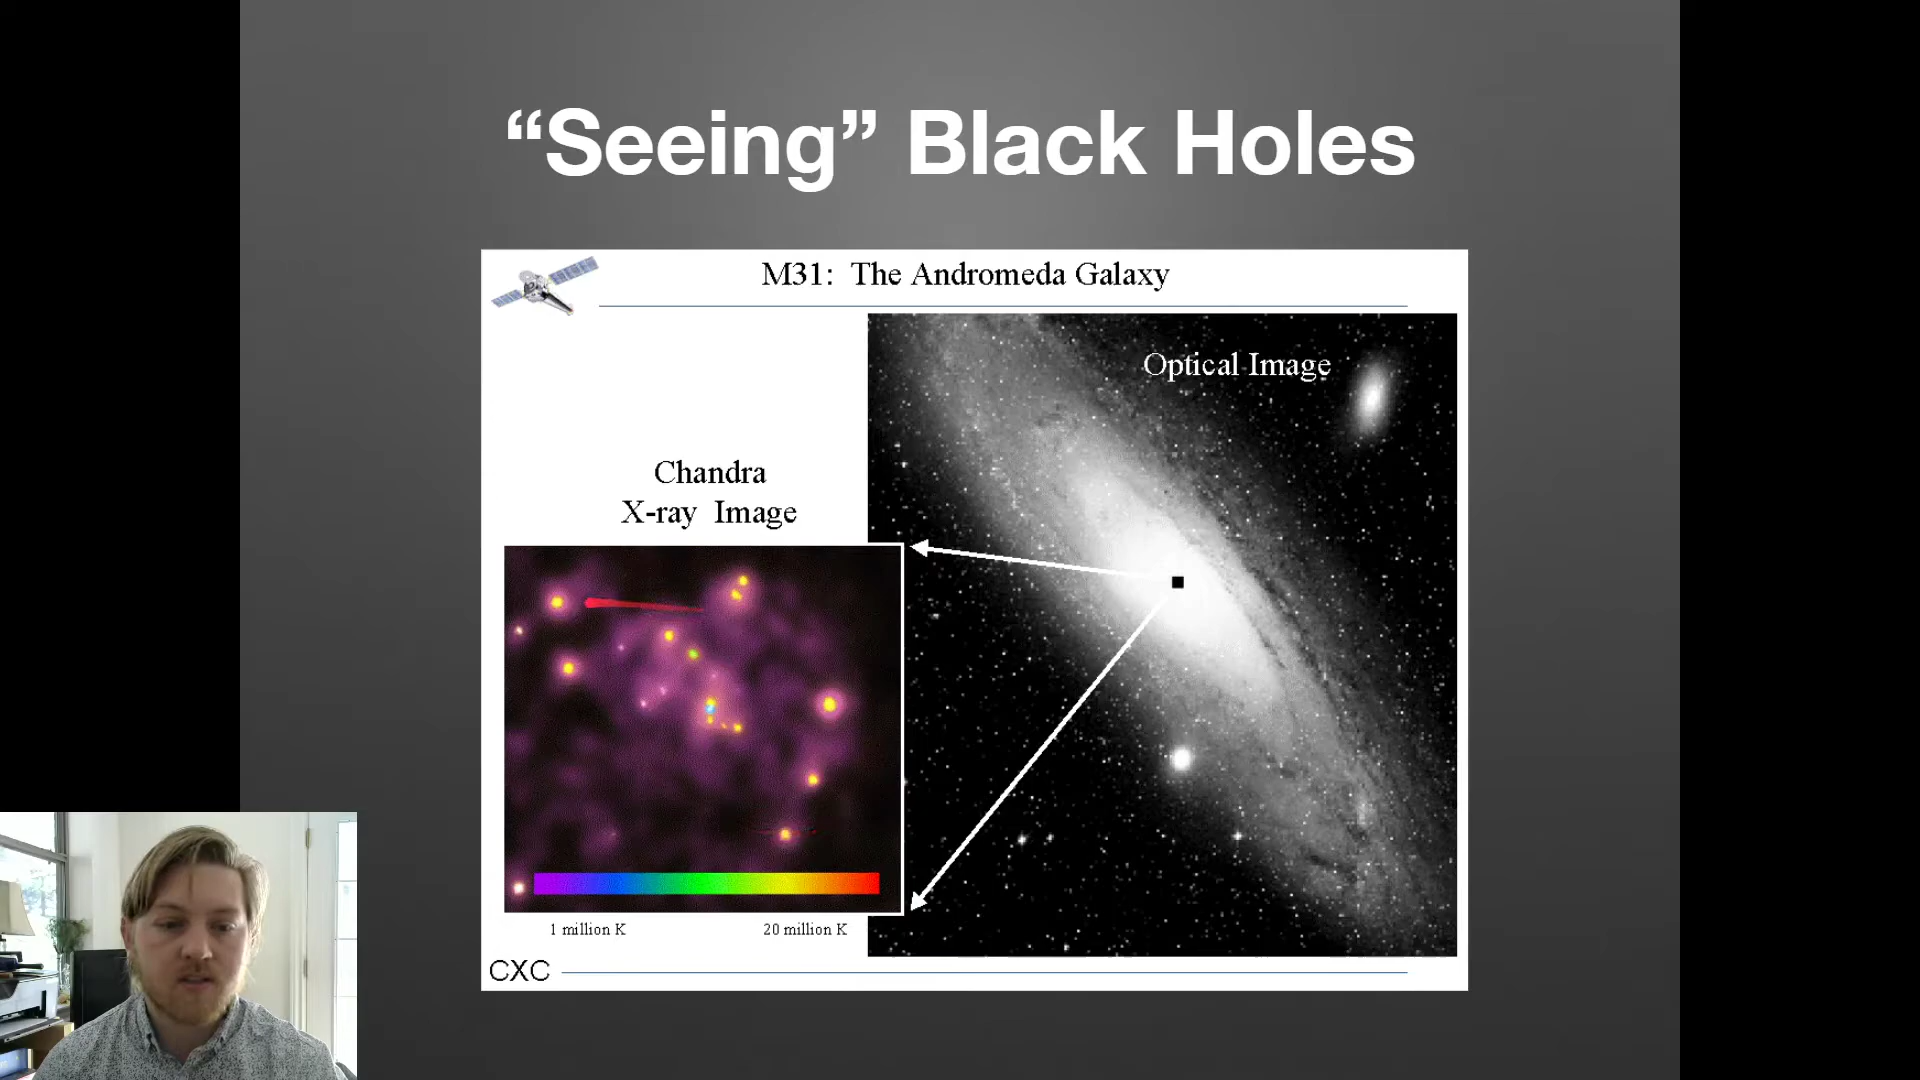 “Seeing” Black Holes
M31: The Andromeda Galaxy
Optical Image
Chandra
X-ray Image
1 million K
20 million K
CXC